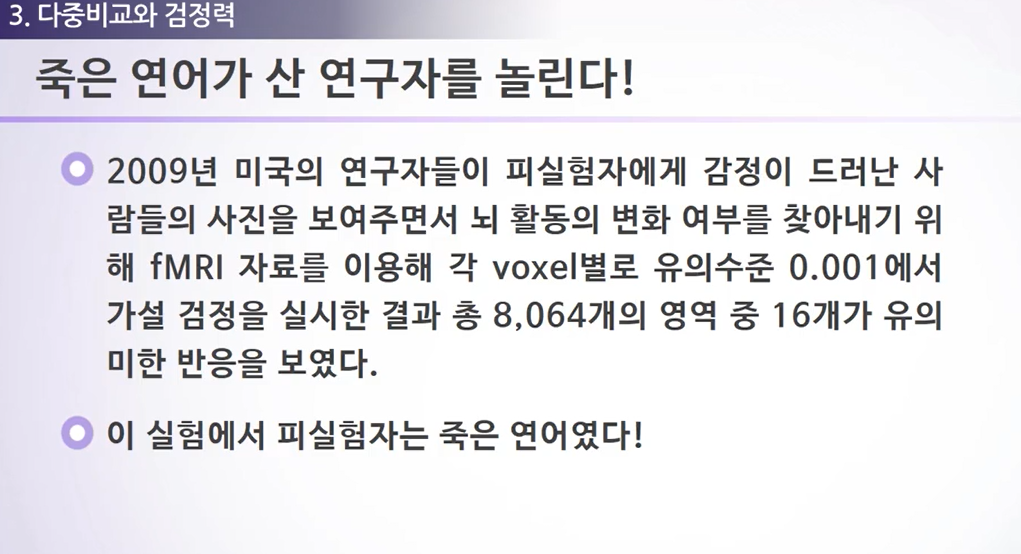 3. 다중비교와 검정력
죽은 연어가 산 연구자를 놀린다!
2009년 미국의 연구자들이 피실험자에게 감정이 드러난 사
람들의 사진을 보여주면서 뇌 활동의 변화 여부를 찾아내기 위
해 fMRI 자료를 이용해 각 voxel별로 유의수준 0.001에서
가설 검정을 실시한 결과 총 8,064개의 영역 중 16개가 유의
미한 반응을 보였다.
이 실험에서 피실험자는 죽은 연어였다!